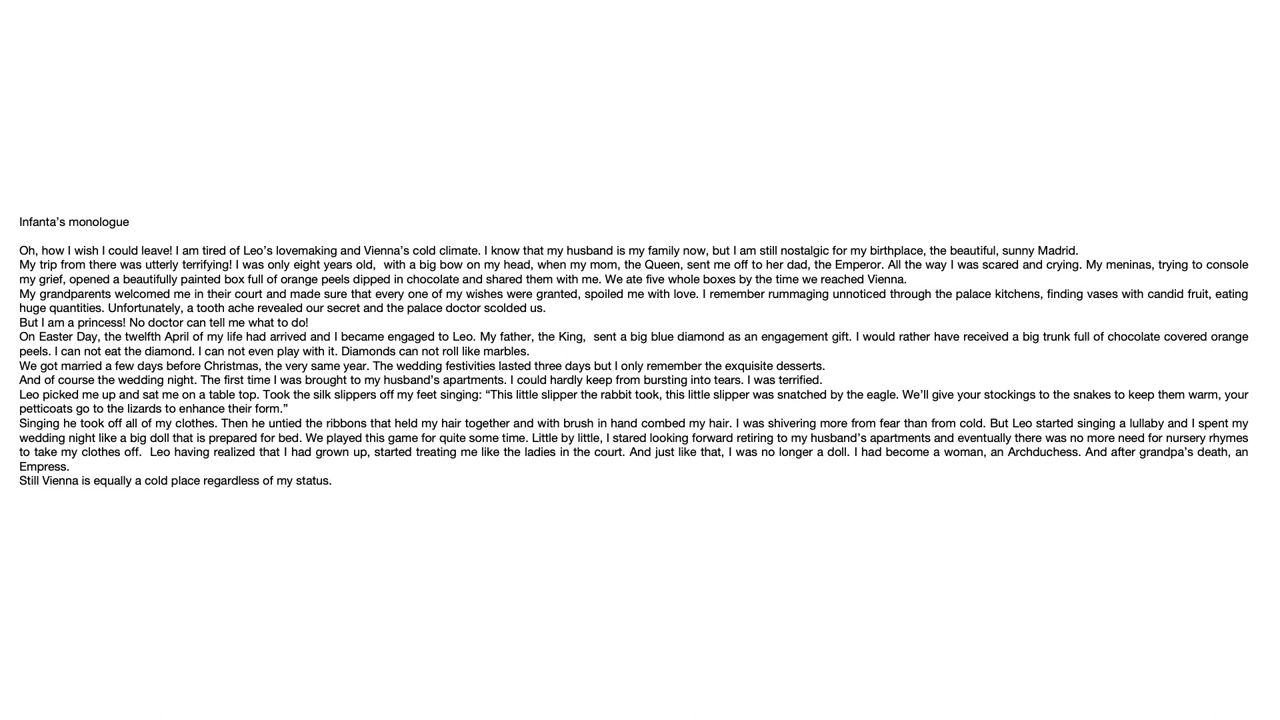 Infanta’s monologue
Oh, how I wish I could leave! I am tired of Leo’s lovemaking and Vienna’s cold climate. I know that my husband is my family now, but I am still nostalgic for my birthplace, the beautiful, sunny Madrid.
My trip from there was utterly terrifying! I was only eight years old, with a big bow on my head, when my mom, the Queen, sent me off to her dad, the Emperor. All the way I was scared and crying. My meninas, trying to console
my grief, opened a beautifully painted box full of orange peels dipped in chocolate and shared them with me. We ate five whole boxes by the time we reached Vienna.
My grandparents welcomed me in their court and made sure that every one of my wishes were granted, spoiled me with love. I remember rummaging unnoticed through the palace kitchens, finding vases with candid fruit, eating
huge quantities. Unfortunately, a tooth ache revealed our secret and the palace doctor scolded us.
But I am a princess! No doctor can tell me what to do!
On Easter Day, the twelfth April of my life had arrived and I became engaged to Leo. My father, the King, sent a big blue diamond as an engagement gift. I would rather have received a big trunk full of chocolate covered orange
peels. I can not eat the diamond. I can not even play with it. Diamonds can not roll like marbles.
We got married a few days before Christmas, the very same year. The wedding festivities lasted three days but I only remember the exquisite desserts.
And of course the wedding night. The first time I was brought to my husband’s apartments. I could hardly keep from bursting into tears. I was terrified.
Leo picked me up and sat me on a table top. Took the silk slippers off my feet singing: “This little slipper the rabbit took, this little slipper was snatched by the eagle. We’ll give your stockings to the snakes to keep them warm, your
petticoats go to the lizards to enhance their form.”
Singing he took off all of my clothes. Then he untied the ribbons that held my hair together and with brush in hand combed my hair. I was shivering more from fear than from cold. But Leo started singing a lullaby and I spent my
wedding night like a big doll that is prepared for bed. We played this game for quite some time. Little by little, I stared looking forward retiring to my husband’s apartments and eventually there was no more need for nursery rhymes
to take my clothes off. Leo having realized that I had grown up, started treating me like the ladies in the court. And just like that, I was no longer a doll. I had become a woman, an Archduchess. And after grandpa’s death, an
Empress.
Still Vienna is equally a cold place regardless of my status.